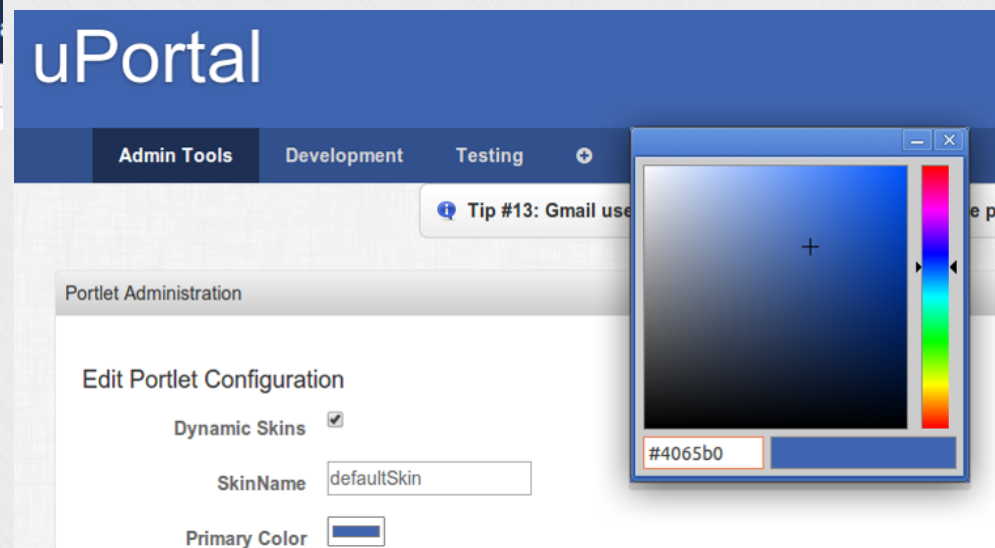 uPortal
Admin Tools Development Testing
Tip #13: Gmail use
e p
Portlet Administration
Edit Portlet Configuration
Dynamic Skins
#4065b0
SkinName defaultSkin
Primary Color